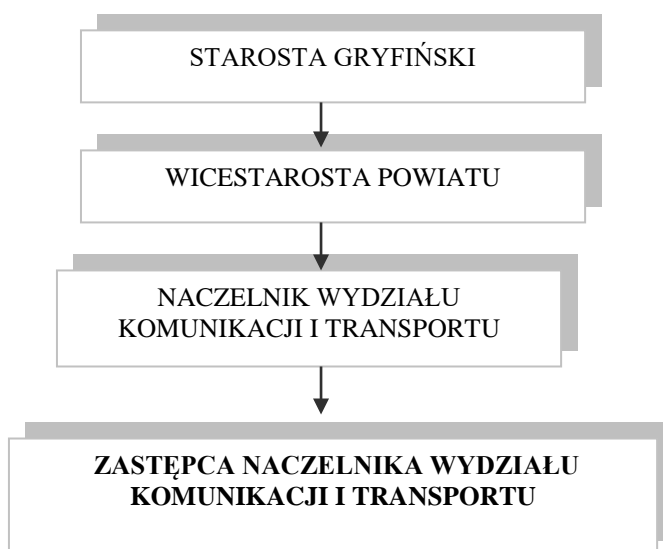 STAROSTA GRYFIŃSKI
WICESTAROSTA POWIATU
NACZELNIK WYDZIAŁU
KOMUNIKACJI I TRANSPORTU
ZASTĘPCA NACZELNIKA WYDZIAŁU
KOMUNIKACJI I TRANSPORTU